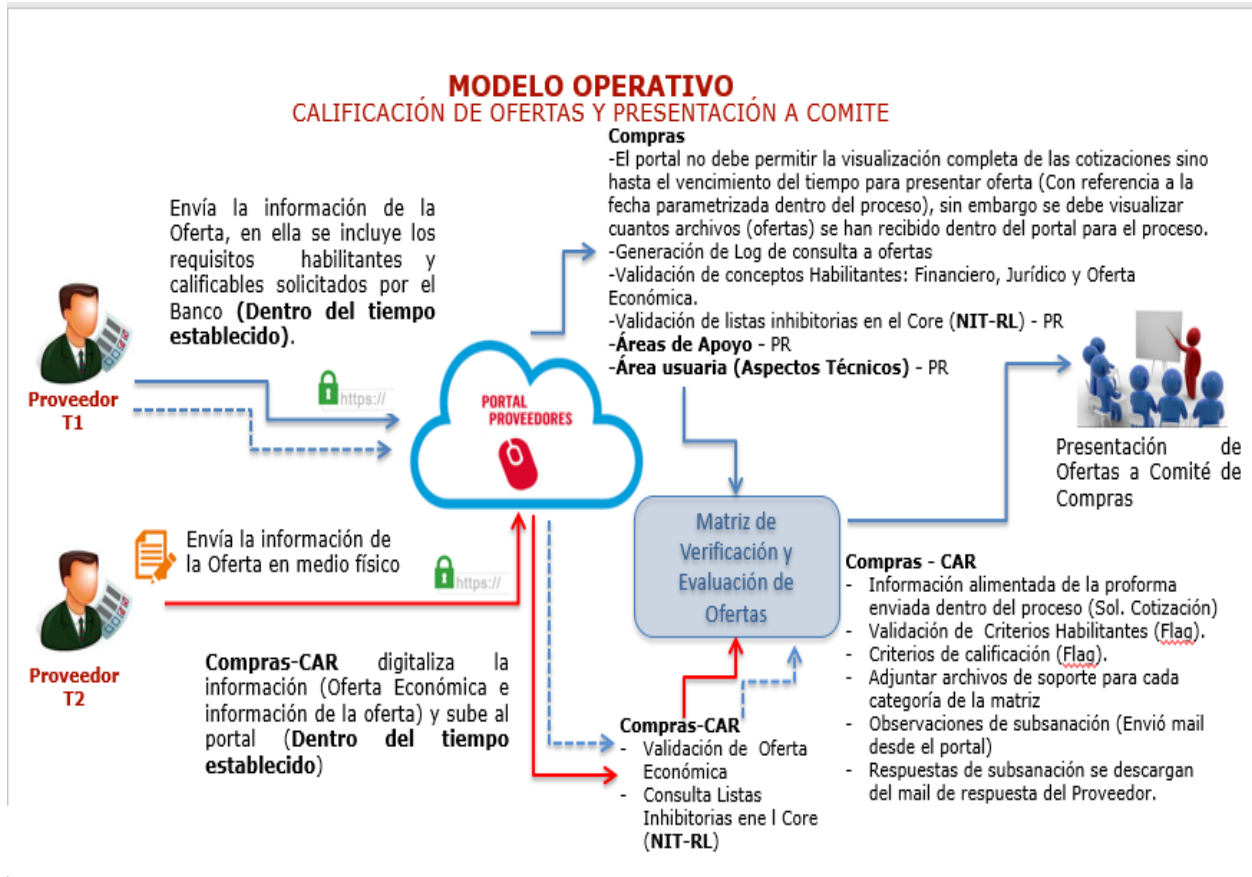 MODELO OPERATIVO
CALIFICACIÓN DE OFERTAS Y PRESENTACIÓN A COMITE
Envía la información de la
Oferta, en ella se incluye los
requisitos habilitantes y
calificables solicitados por el
Banco (Dentro del tiempo
establecido).
Proveedor
T1
https://
PORTAL
PROVEEDORES
Compras
-El portal no debe permitir la visualización completa de las cotizaciones sino
hasta el vencimiento del tiempo para presentar oferta (Con referencia a la
fecha parametrizada dentro del proceso), sin embargo se debe visualizar
cuantos archivos (ofertas) se han recibido dentro del portal para el proceso.
-Generación de Log de consulta a ofertas
-Validación de conceptos Habilitantes: Financiero, Jurídico y Oferta
Económica.
-Validación de listas inhibitorias en el Core (NIT-RL) - PR
-Áreas de Apoyo - PR
-Área usuaria (Aspectos Técnicos) - PR
Presentación de
Ofertas a Comité de
Compras
Envía la información de
la Oferta en medio físico
https://
Proveedor
T2
Compras-CAR digitaliza la
información (Oferta Económica e
información de la oferta) y sube al
portal (Dentro del tiempo
establecido)
Matriz de
Verificación y
Evaluación de
Ofertas
Compras-CAR
- Validación de Oferta
Económica
- Consulta Listas
Inhibitorias ene l Core
(NIT-RL)
Compras - CAR
- Información alimentada de la proforma
enviada dentro del proceso (Sol. Cotización)
- Validación de Criterios Habilitantes (Flag).
- Criterios de calificación (Flag).
- Adjuntar archivos de soporte para cada
categoría de la matriz
- Observaciones de subsanación (Envió mail
desde el portal)
- Respuestas de subsanación se descargan
del mail de respuesta del Proveedor.